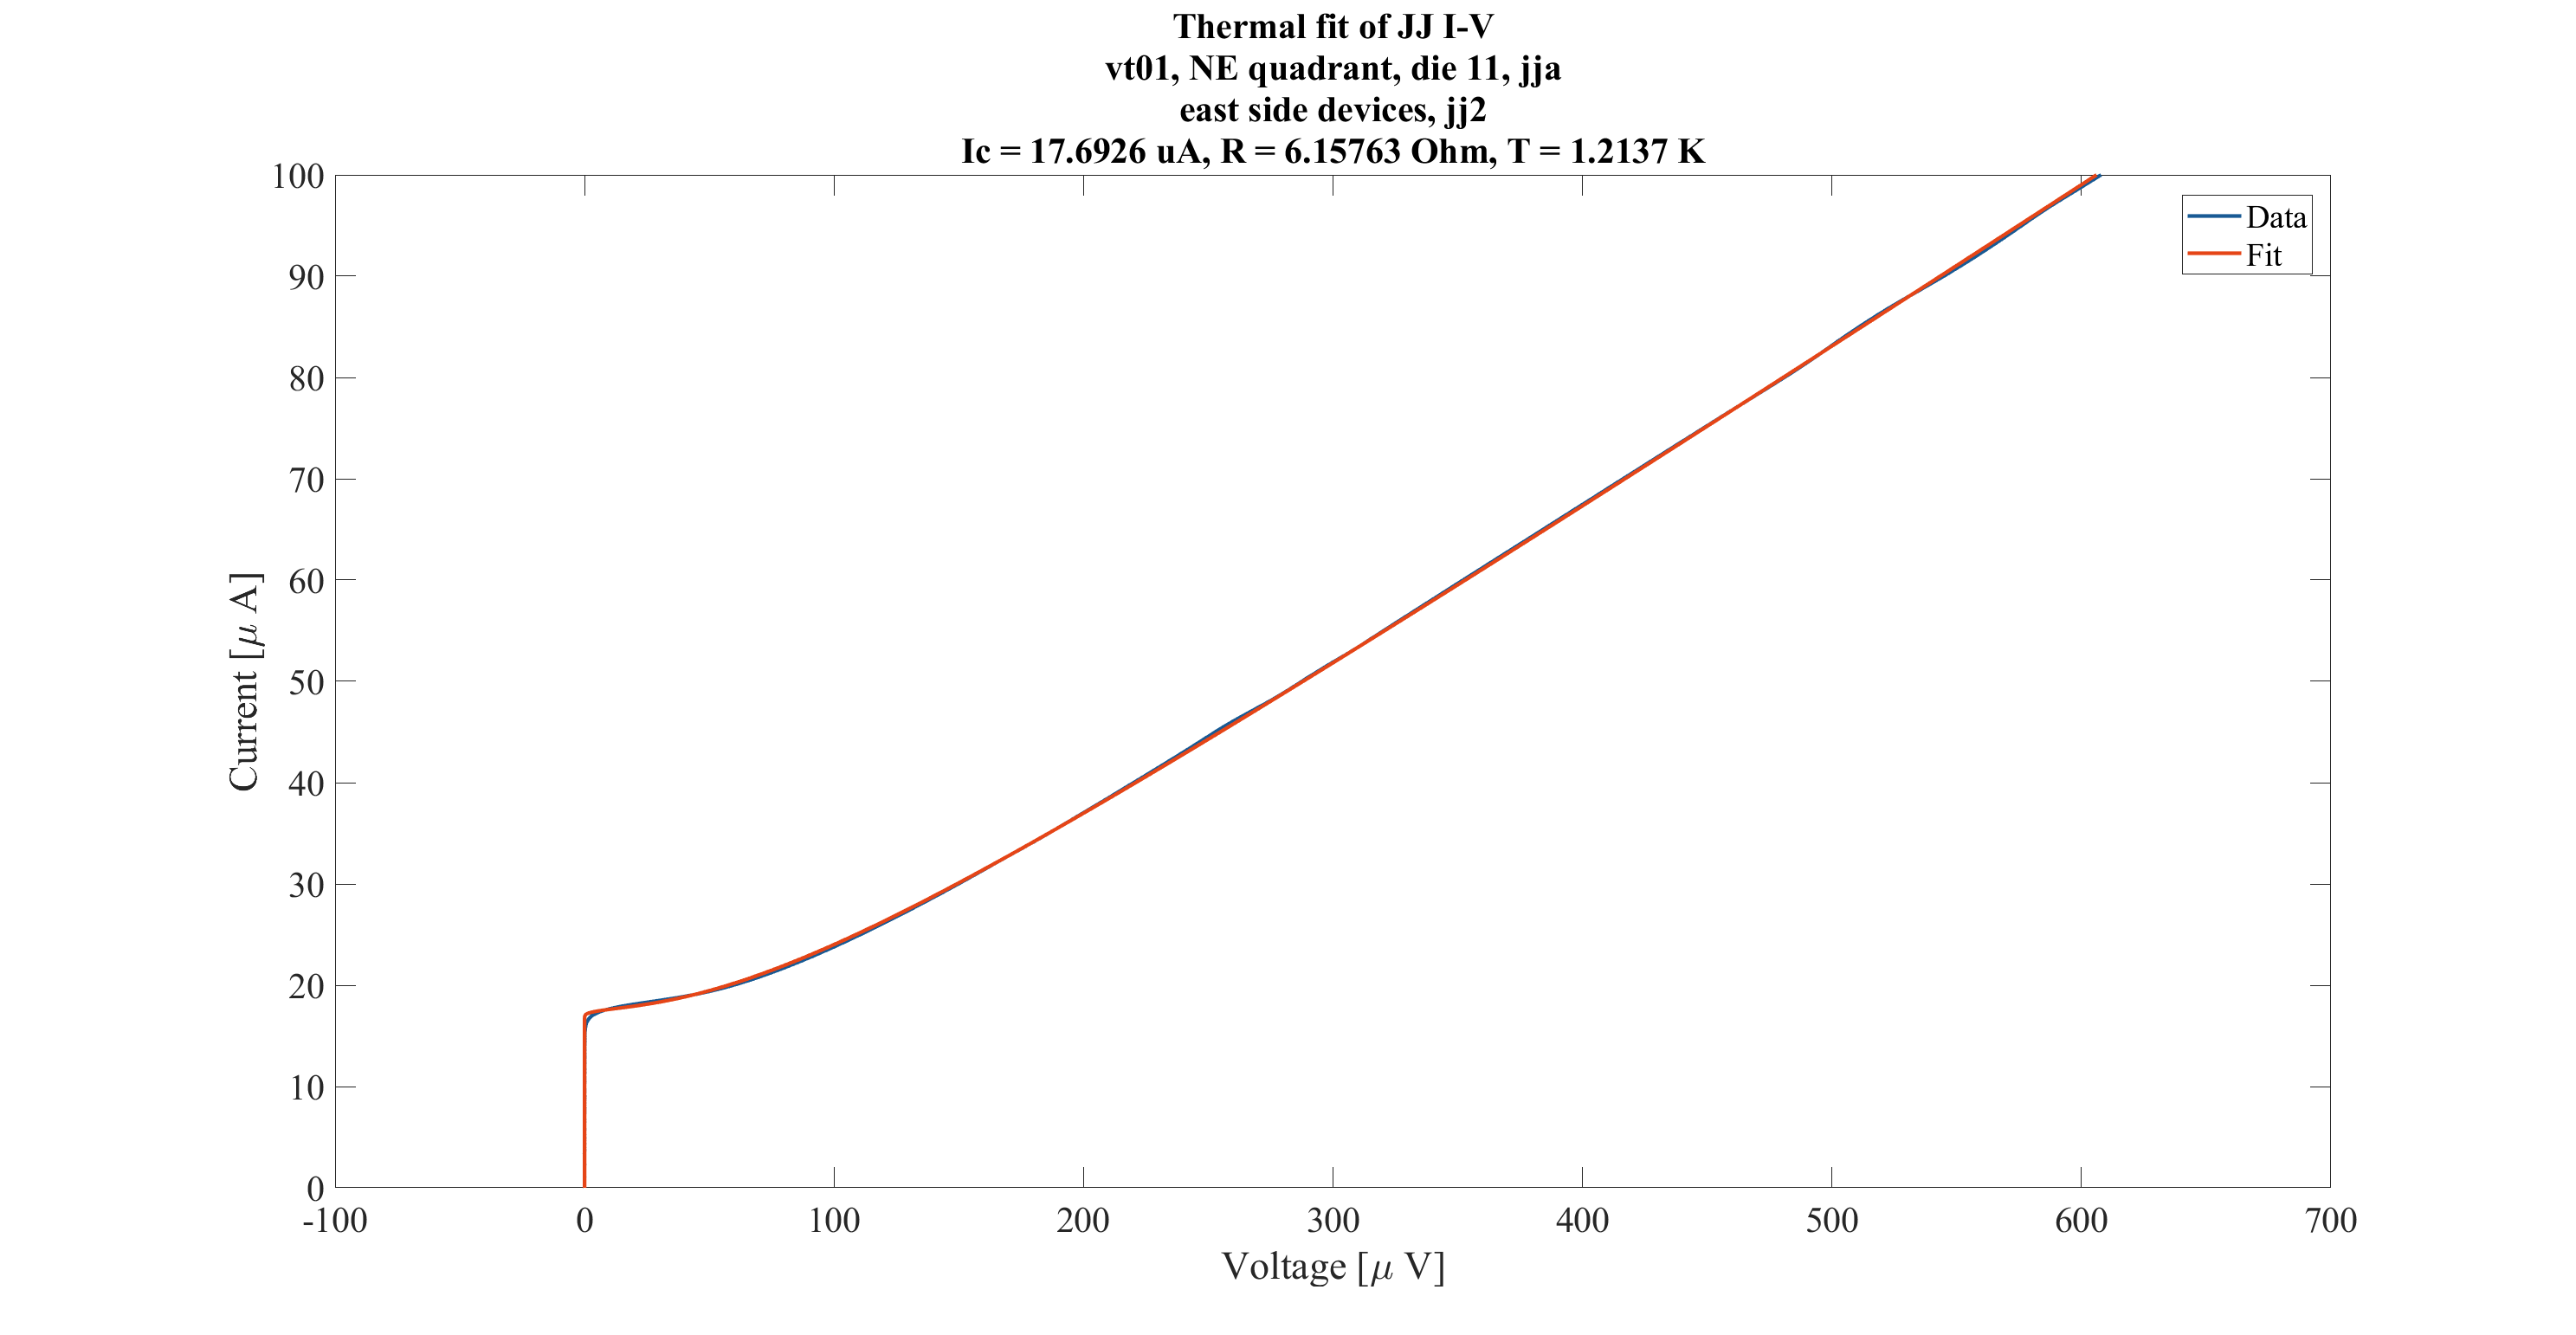 Thermal fit of JJ I-V
vt01, NE quadrant, die 11, jja
east side devices, jj2
Ic = 17.6926 uA, R = 6.15763 Ohm, T = 1.2137 K
100
90
80
70
60
50
40
30
20
10
0
Current [μ A]
Data
Fit
-100
0
100
200
300
400
500
600
700
Voltage [μ V]